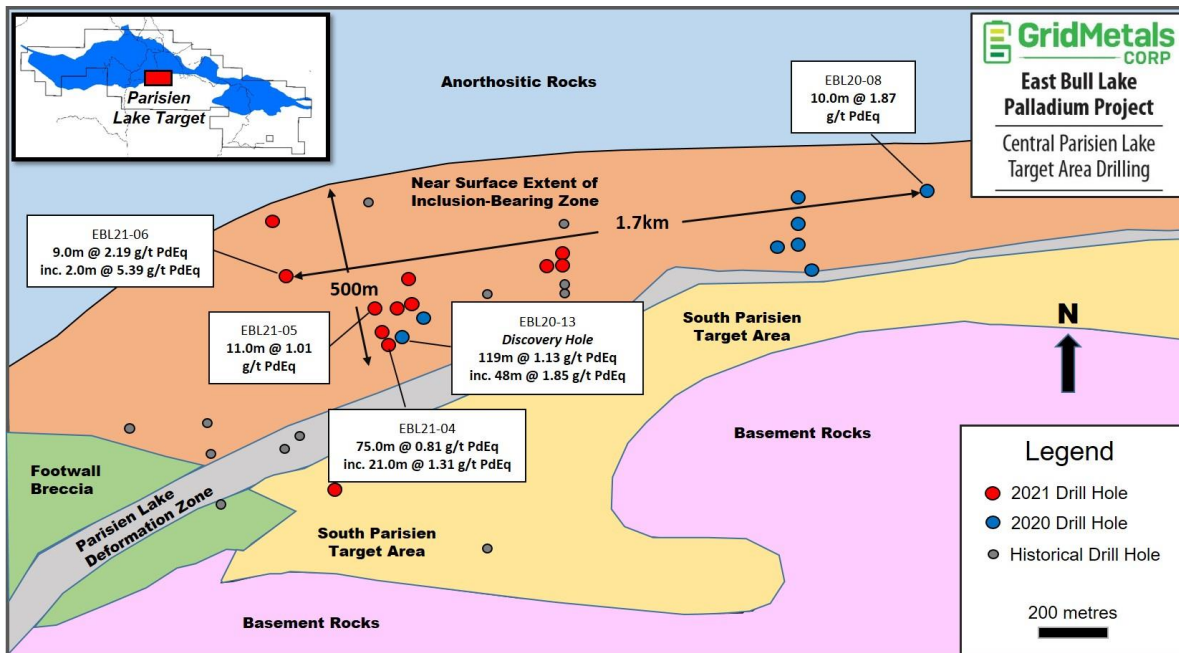 Parisien
Lake Target
Anorthositic Rocks
EBL20-08
10.0m @ 1.87
g/t PdEq
GridMetals
CORP
East Bull Lake
Palladium Project
Central Parisien Lake
Target Area Drilling
Near Surface Extent of
Inclusion-Bearing Zone
1.7km
EBL21-06
9.0m @ 2.19 g/t PdEq
inc. 2.0m @ 5.39 g/t PdEq
500m
EBL21-05
11.0m @ 1.01
g/t PdEq
EBL20-13
Discovery Hole
119m @ 1.13 g/t PdEq
inc. 48m @ 1.85 g/t PdEq
South Parisien
Target Area
N
EBL21-04
75.0m @ 0.81 g/t PdEq
inc. 21.0m @ 1.31 g/t PdEq
Basement Rocks
Footwall
Breccia
Parisien Lake
Deformation Zone
South Parisien
Target Area
Basement Rocks
Legend
2021 Drill Hole
2020 Drill Hole
Historical Drill Hole
200 metres